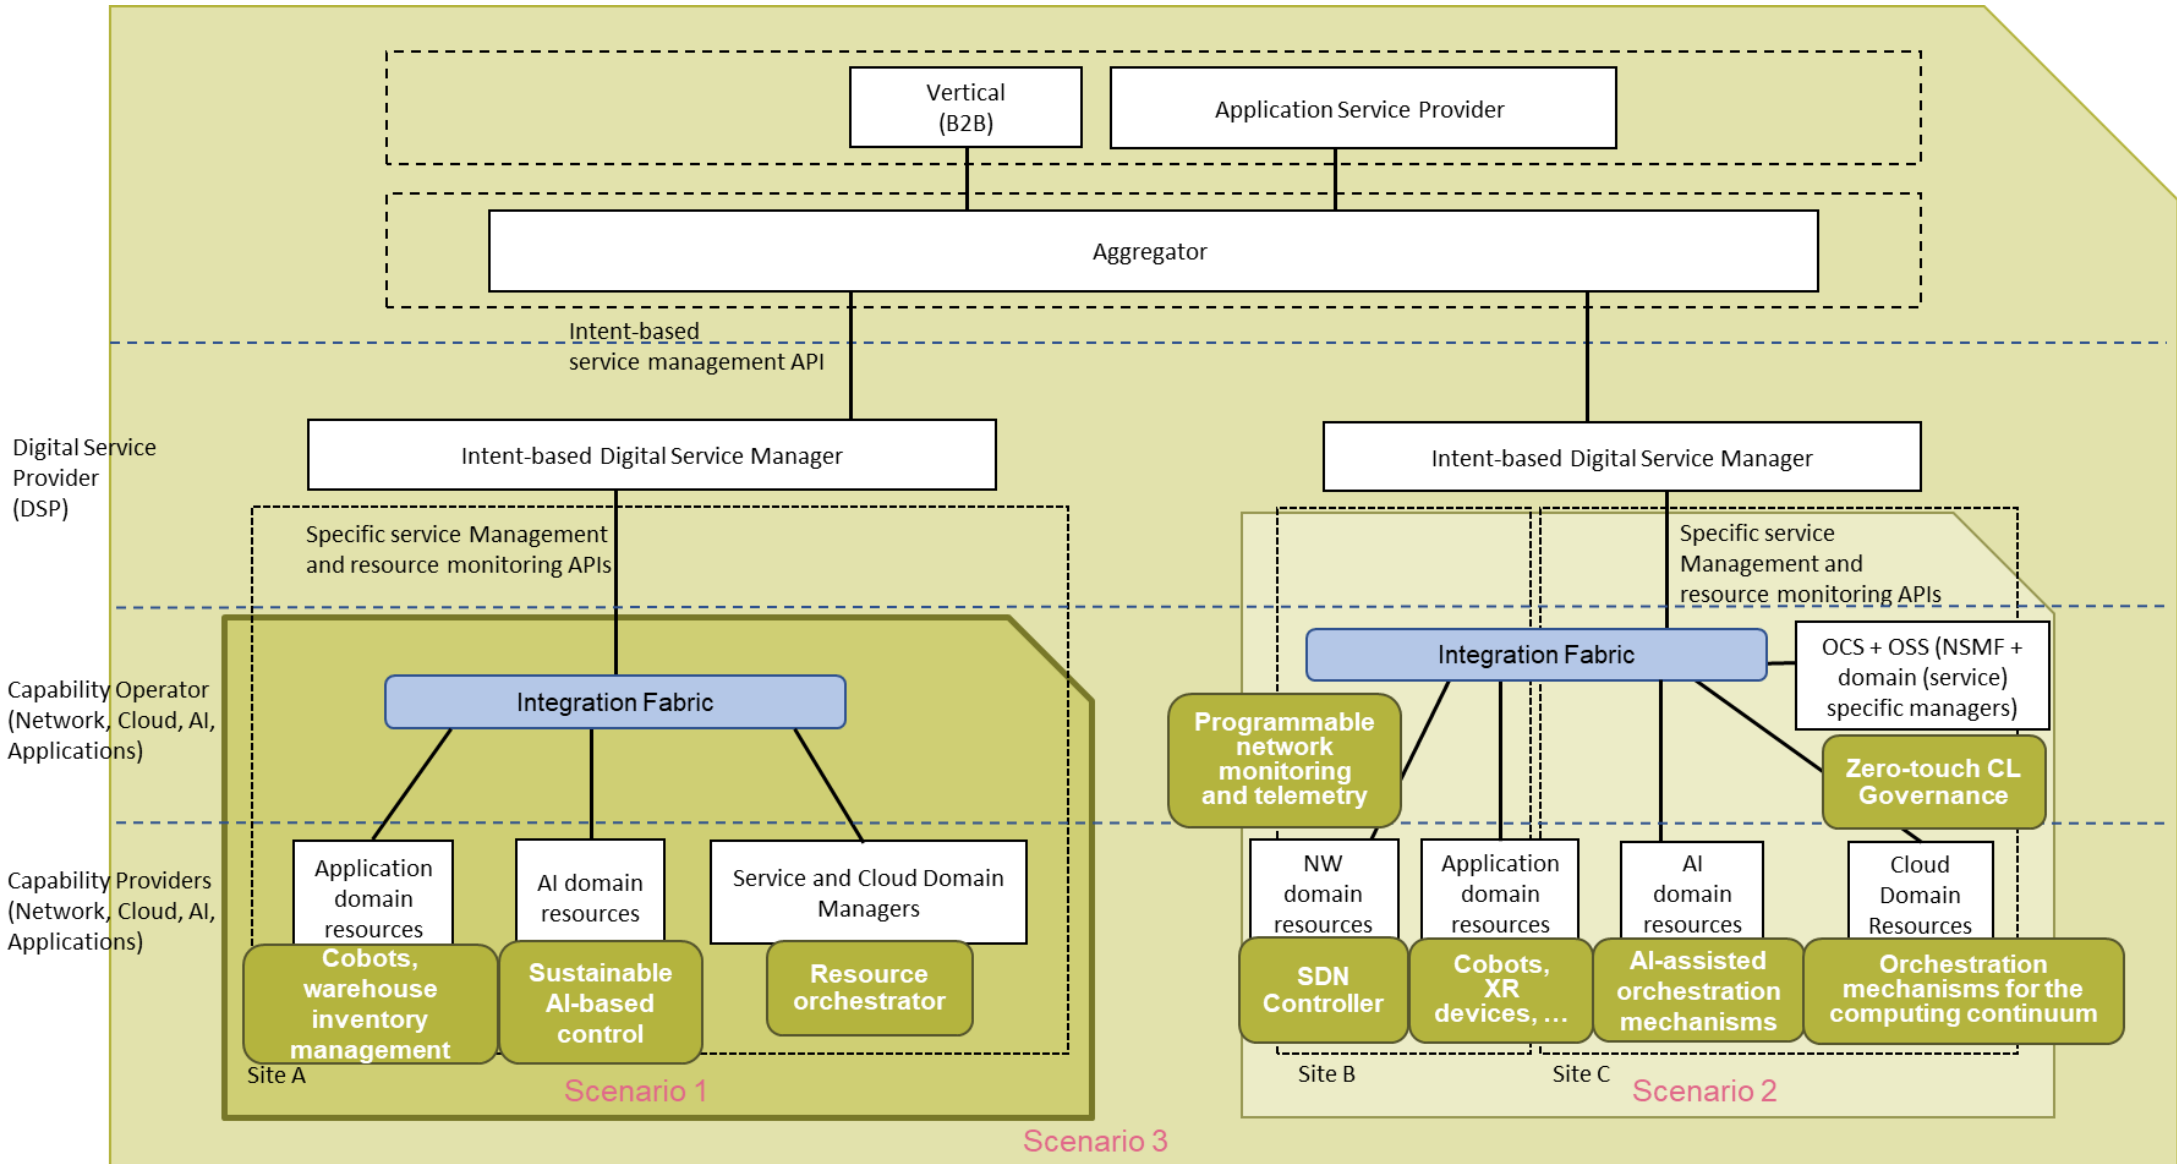 Vertical
(B2B)
Application Service Provider
Aggregator
Intent-based
service management API
Digital Service
Provider
(DSP)
Intent-based Digital Service Manager
Intent-based Digital Service Manager
Specific service Management
and resource monitoring APIs
Specific service
Management and
resource monitoring APIs
Capability Operator
(Network, Cloud, AI,
Applications)
Integration Fabric
Integration Fabric
OCS + OSS (NSMF +
domain (service)
specific managers)
Programmable
network
monitoring
and telemetry
Zero-touch CL
Governance
Capability Providers
(Network, Cloud, AI,
Applications)
Application
domain
resources
AI domain
resources
Service and Cloud Domain
Managers
NW
domain
resources
Application
domain
resources
AI
domain
resources
Cloud
Domain
Resources
Cobots,
warehouse
inventory
management
Sustainable
AI-based
control
Resource
orchestrator
SDN
Controller
Cobots,
XR
devices, ...
AI-assisted
orchestration
mechanisms
Orchestration
mechanisms for the
computing continuum
Site A
Scenario 1
Site B
Site C
Scenario 2
Scenario 3